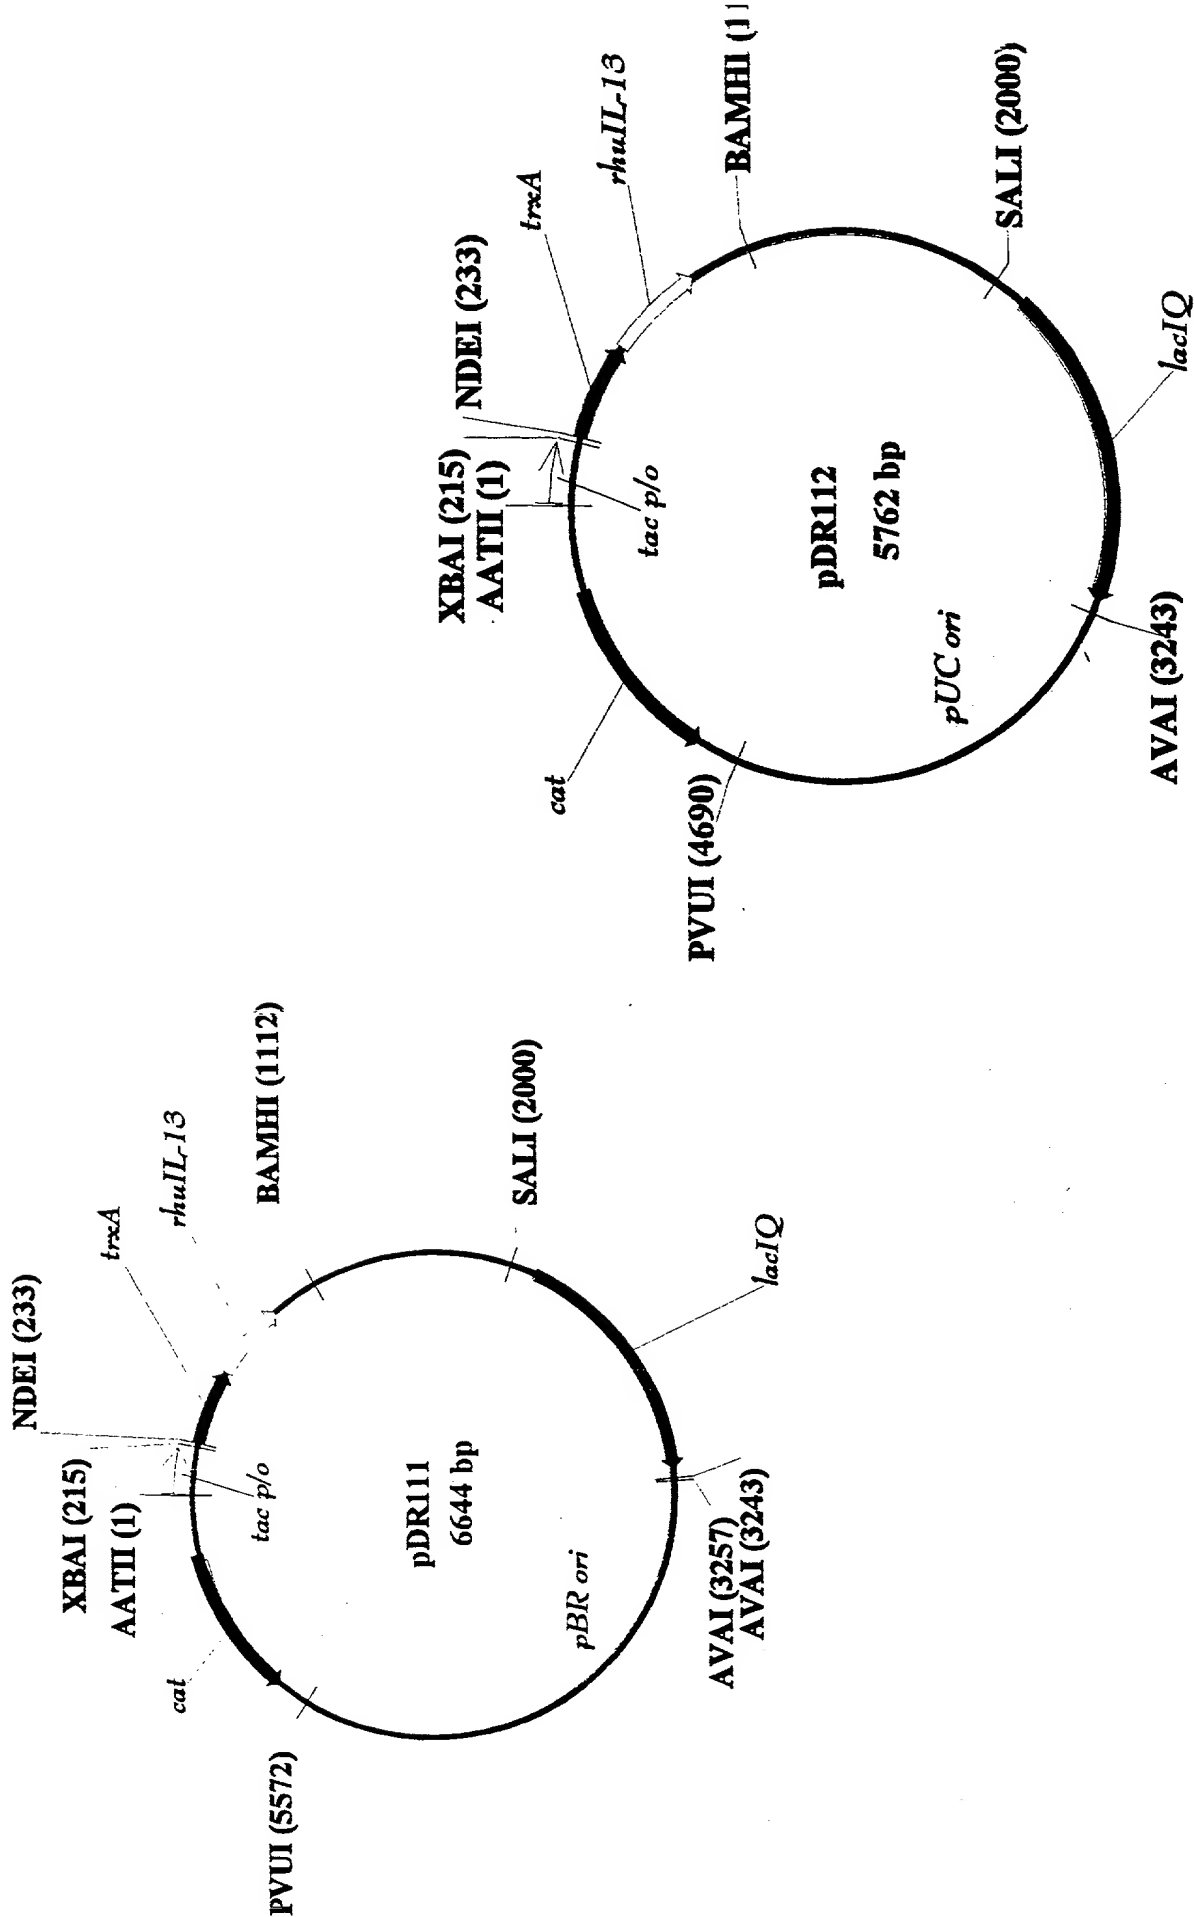 NDEI (233)
XBAI (215)
AATII (1)
trxA
rhuIL-13
BAMHI (1112)
SALI (2000)
tac p/o
pDR111
6644 bp
cat
pBR ori
PVUI (5572)
lacIQ
AVAI (3257)
AVAI (3243)
XBAI (215)
AATII (1)
NDEI (233)
trxA
rhuIL-13
BAMHI (11
SALI (2000)
tac p/o
pDR112
5762 bp
cat
pUC ori
PVUI (4690)
lacIQ
AVAI (3243)